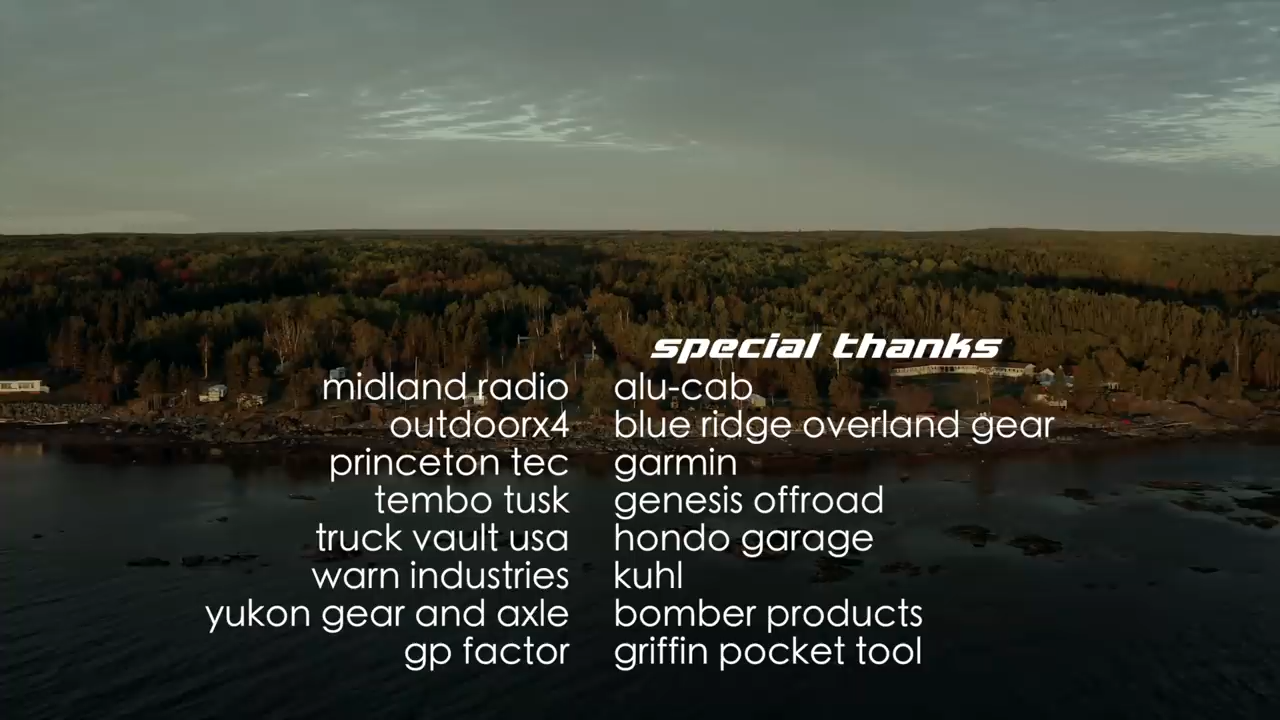 special thanks
midland radio alu-cab
outdoorx4 blue ridge overland gear
princeton tec garmin
tembo tusk genesis offroad
truck vault usa hondo garage
warn industries kuhl
yukon gear and axle bomber products
gp factor griffin pocket tool